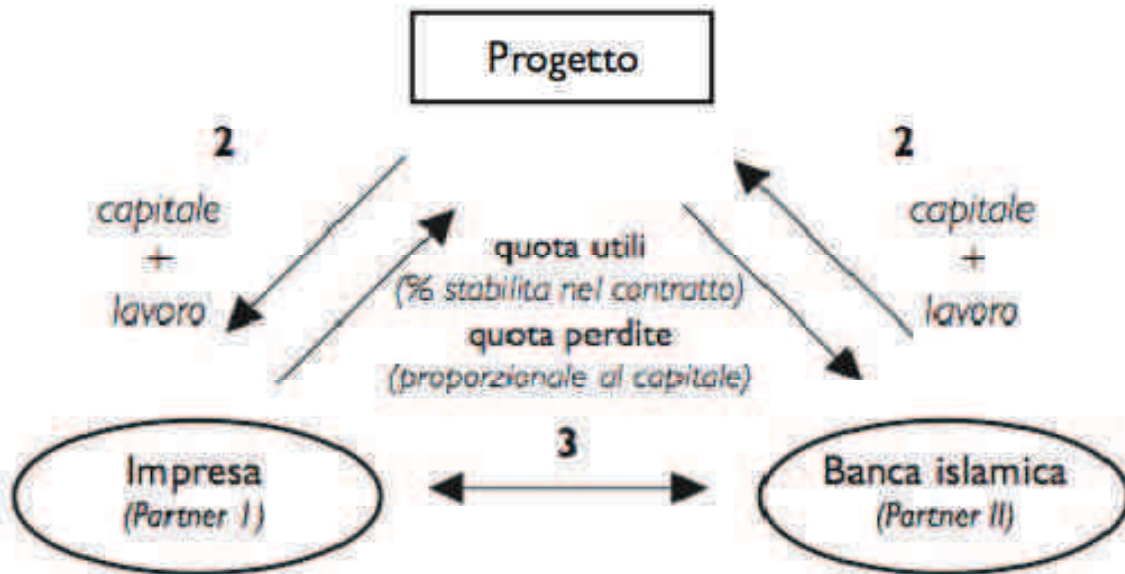 Progetto
2
2
capitale
+
lavoro
capitale
+
lavoro
quota utili
(% stabilita nel contratto)
quota perdite
(proporzionale al capitale)
3
Impresa
(Partner I)
Banca islamica
(Partner II)